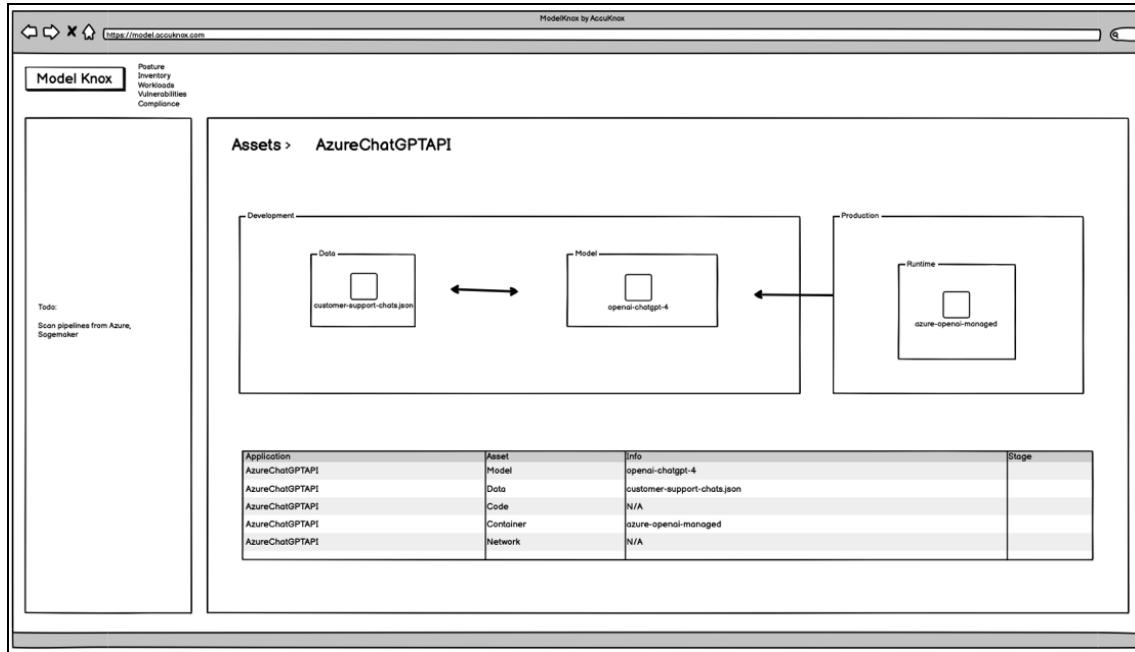 ModelKnox by AccuKnox
https://model.accuknox.com
Model Knox
Posture
Inventory
Workloads
Vulnerabilities
Compliance
Todo:
Scan pipelines from Azure,
Sagemaker
Assets > AzureChatGPTAPI
Development
Data
customer-support-chats.json
Model
openai-chatgpt-4
Production
Runtime
azure-openai-managed
Application Asset Info Stage
AzureChatGPTAPI Model openai-chatgpt-4
AzureChatGPTAPI Data customer-support-chats.json
AzureChatGPTAPI Code N/A
AzureChatGPTAPI Container azure-openai-managed
AzureChatGPTAPI Network N/A